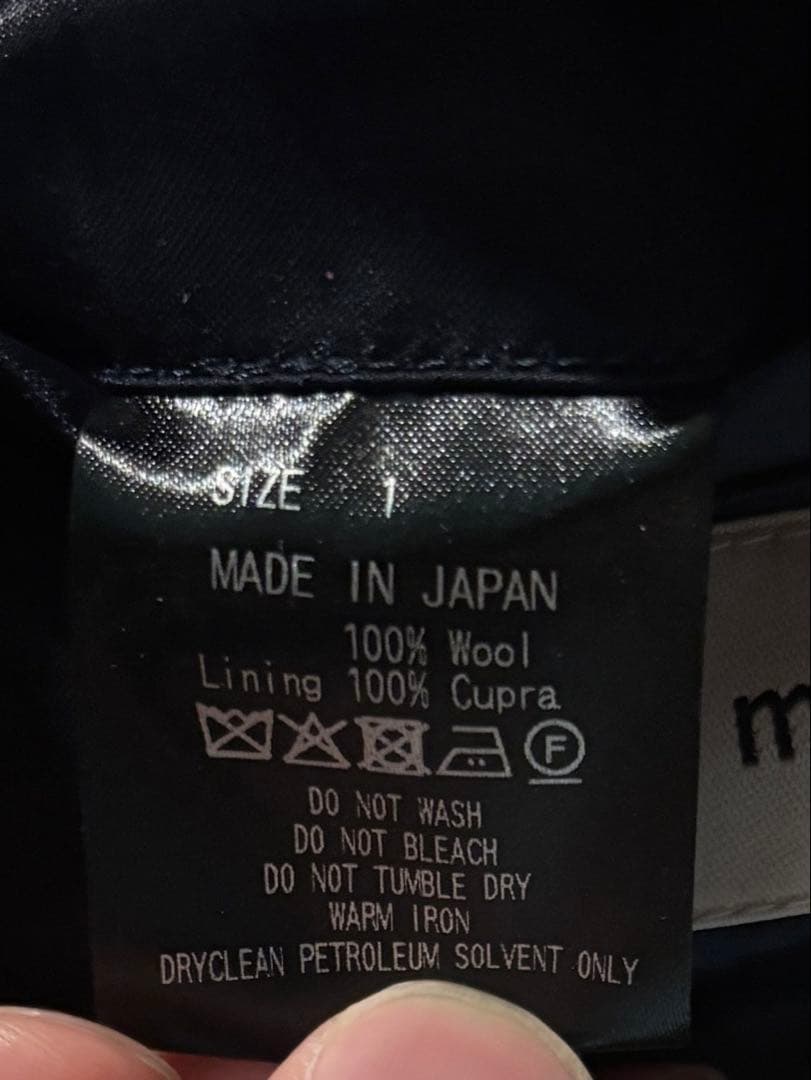 SIZE 1
MADE IN JAPAN
100% Wool
Lining 100% Cupra
F
DO NOT WASH
DO NOT BLEACH
DO NOT TUMBLE DRY
WARM IRON
DRYCLEAN PETROLEUM SOLVENT ONLY
m